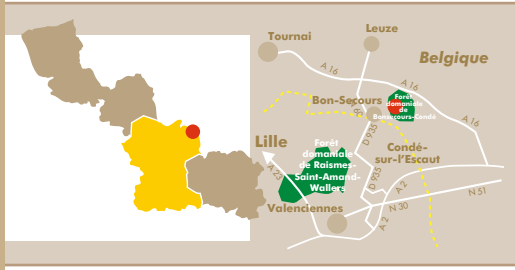 Tournai
Leuze
Belgique
A 16
A 16
Bon-Secours
Forêt
domaniale
de
Bonsecours-Condé
A 16
D 935
Lille
Forêt
domaniale
de Raismes-
Saint-Amand-
Wallers
Condé-
sur-l'Escaut
A 23
D 935
A 2
N 51
Valenciennes
N 30
A 2